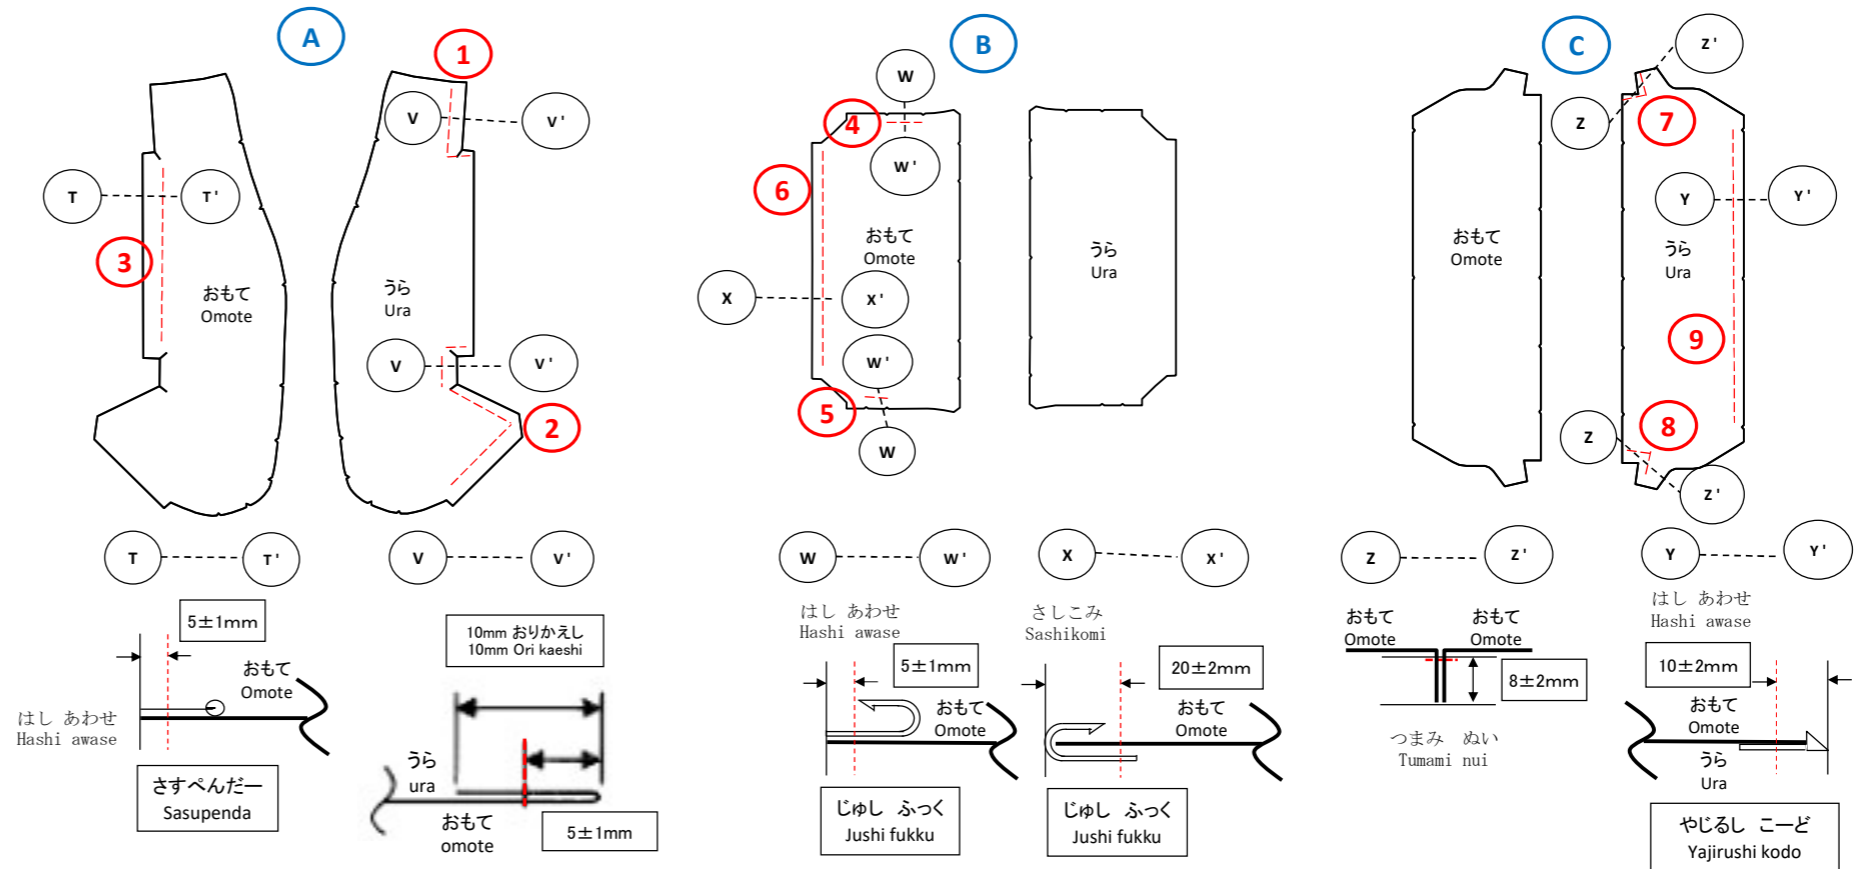 A
B
C
1
2
3
4
5
6
7
8
9
T
T'
V
V'
V
V'
おもて
Omote
うら
Ura
W
W'
X
X'
W'
W
おもて
Omote
うら
Ura
Z
Z'
Y
Y'
Z
Z'
おもて
Omote
うら
Ura
T
T'
5±1mm
おもて
Omote
はし あわせ
Hashi awase
さすぺんだー
Sasupenda
V
V'
10mm おりかえし
10mm Ori kaeshi
うら
ura
おもて
omote
5±1mm
W
W'
はし あわせ
Hashi awase
5±1mm
おもて
Omote
じゅし ふっく
Jushi fukku
X
X'
さしこみ
Sashikomi
20±2mm
おもて
Omote
じゅし ふっく
Jushi fukku
Z
Z'
おもて
Omote
おもて
Omote
8±2mm
つまみ ぬい
Tumami nui
Y
Y'
はし あわせ
Hashi awase
10±2mm
おもて
Omote
うら
Ura
やじるし こーど
Yajirushi kodo